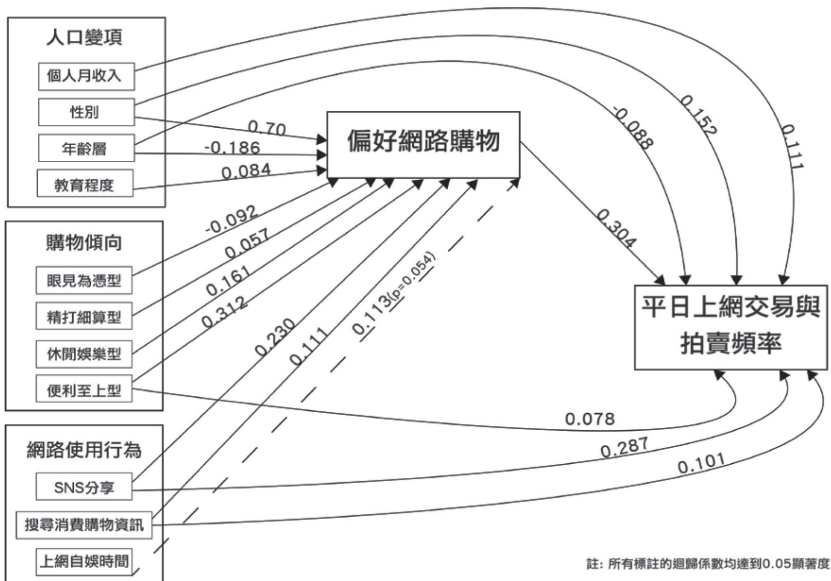 人口變項
個人月收入
性別
年齡層
教育程度
購物傾向
眼見為憑型
精打細算型
休閒娛樂型
便利至上型
網路使用行為
SNS分享
搜尋消費購物資訊
上網自娛時間
偏好網路購物
平日上網交易與
拍賣頻率
0.70
-0.186
0.084
-0.092
0.057
0.161
0.312
0.230
0.111
0.113(p=0.054)
0.304
-0.088
0.152
0.111
0.078
0.287
0.101
註: 所有標註的迴歸係數均達到0.05顯著度